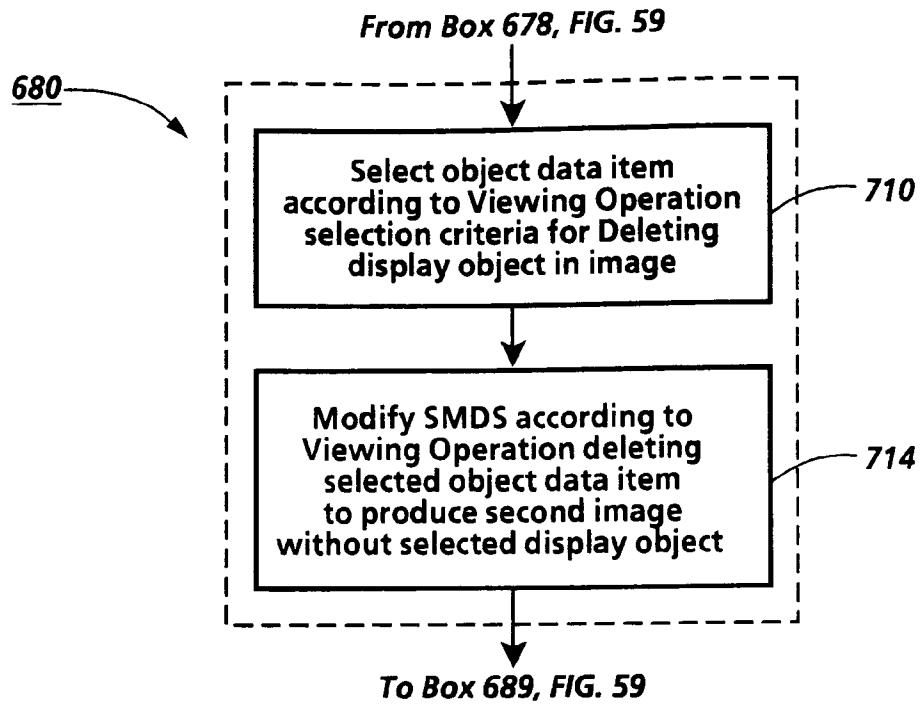 From Box 678, FIG. 59
680
Select object data item
according to Viewing Operation
selection criteria for Deleting
display object in image
710
Modify SMDS according to
Viewing Operation deleting
selected object data item
to produce second image
without selected display object
714
To Box 689, FIG. 59